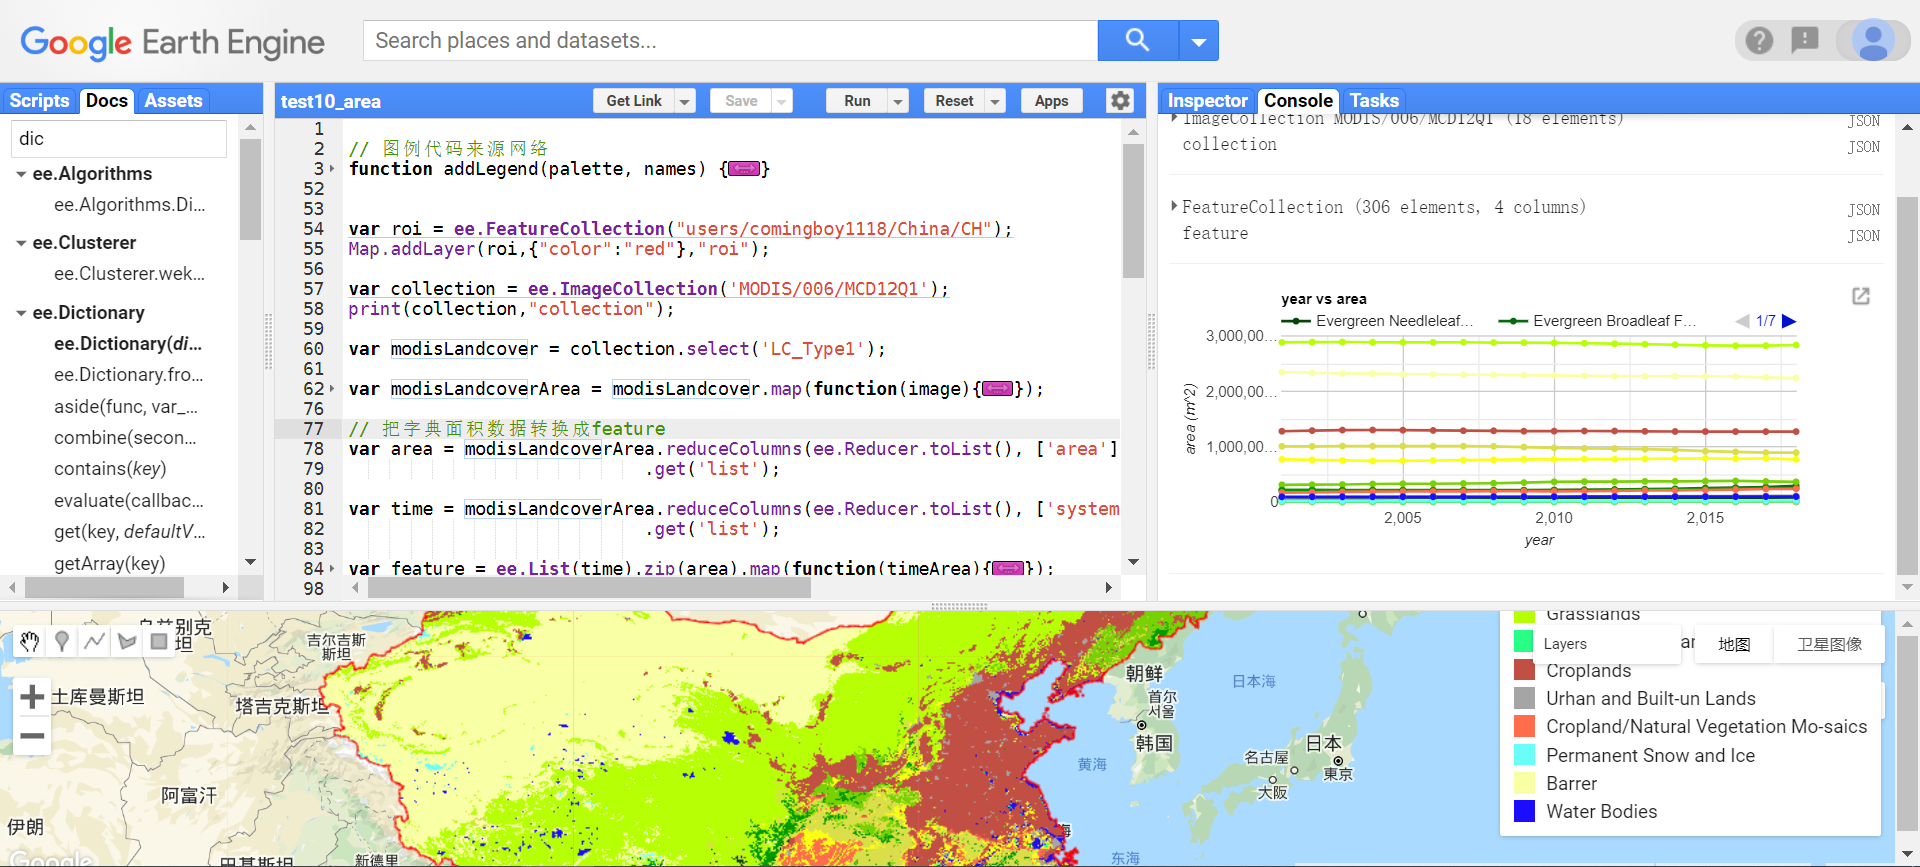 Google Earth Engine
Search places and datasets...
Scripts Docs Assets
dic
ee.Algorithms
ee.Algorithms.Di...
ee.Clusterer
ee.Clusterer.wek...
ee.Dictionary
ee.Dictionary(di...
ee.Dictionary.fro...
aside(func, var_...
combine(secon...
contains(key)
evaluate(callbac...
get(key, defaultV...
getArray(key)
test10_area
Get Link Save Run Reset Apps
1
2 // 图例代码来源网络
3 function addLegend(palette, names) {}
52
53
54 var roi = ee.FeatureCollection("users/comingboy1118/China/CH");
55 Map.addLayer(roi,{"color":"red"},"roi");
56
57 var collection = ee.ImageCollection('MODIS/006/MCD12Q1');
58 print(collection,"collection");
59
60 var modisLandcover = collection.select('LC_Type1');
61
62 var modisLandcoverArea = modisLandcover.map(function(image){});
76
77 // 把字典面积数据转换成feature
78 var area = modisLandcoverArea.reduceColumns(ee.Reducer.toList(), ['area']
79 .get('list');
80
81 var time = modisLandcoverArea.reduceColumns(ee.Reducer.toList(), ['system
82 .get('list');
83
84 var feature = ee.List(time).zip(area).map(function(timeArea){});
98
Inspector Console Tasks
ImageCollection MODIS/006/MCD12Q1 (18 elements) JSON
collection JSON
FeatureCollection (306 elements, 4 columns) JSON
feature JSON
year vs area
Evergreen Needleleaf... Evergreen Broadleaf F... 1/7
3,000,00...
2,000,00...
1,000,00...
0
area (m^2)
2,005 2,010 2,015
year
乌兹别克
坦
吉尔吉斯
斯坦
土库曼斯坦
塔吉克斯坦
阿富汗
伊朗
巴基斯坦
新德里
Google
朝鲜
首尔
서울
韩国
日本海
黄海
东海
海
日本
東京
名古屋
大阪
Layers
地图 卫星图像
Grasslands
ar
Croplands
Urhan and Built-un Lands
Cropland/Natural Vegetation Mo-saics
Permanent Snow and Ice
Barrer
Water Bodies